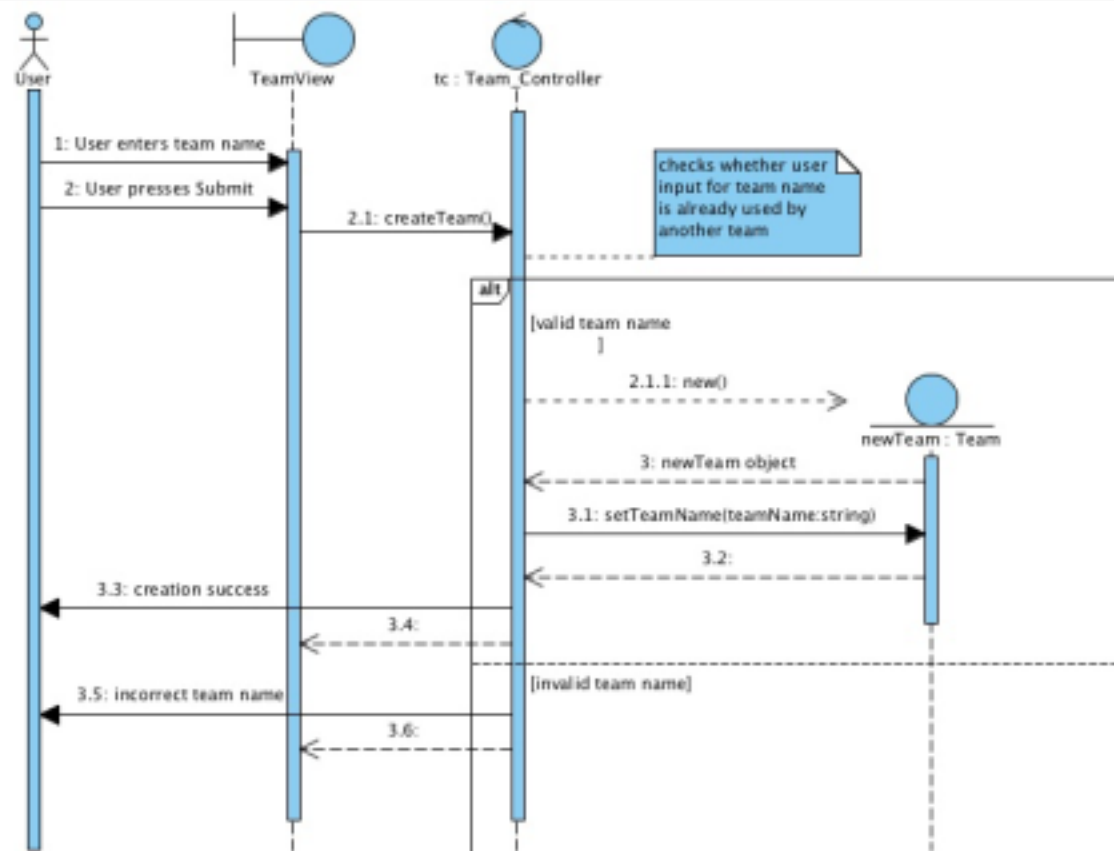 User
TeamView
tc : Team_Controller
1: User enters team name
2: User presses Submit
2.1: createTeam()
checks whether user
input for team name
is already used by
another team
alt
[valid team name
]
2.1.1: new()
newTeam : Team
3: newTeam object
3.1: setTeamName(teamName:string)
3.2:
3.3: creation success
3.4:
[invalid team name]
3.5: incorrect team name
3.6: